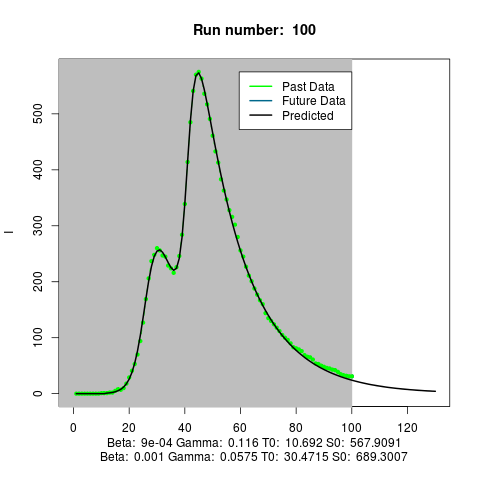 Run number: 100
Past Data
Future Data
Predicted
I
500
400
300
200
100
0
0 20 40 60 80 100 120
Beta: 9e-04 Gamma: 0.116 T0: 10.692 S0: 567.9091
Beta: 0.001 Gamma: 0.0575 T0: 30.4715 S0: 689.3007